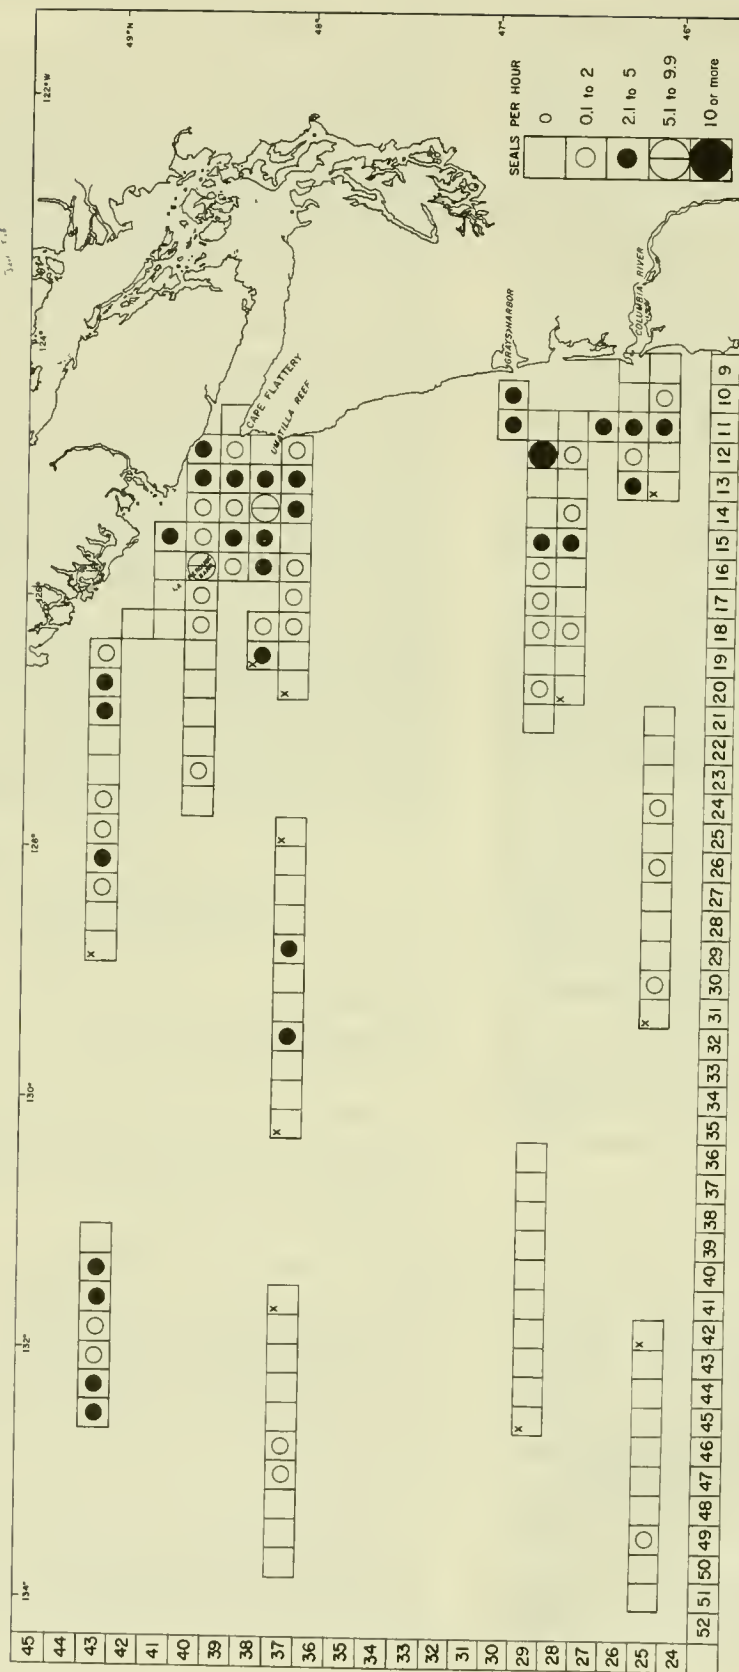 122°W
124°
126°
128°
130°
132°
134°
49°N
48°
47°
46°
CAPE FLATTERY
UMATILLA REEF
GRAYS HARBOR
COLUMBIA RIVER
SEALS PER HOUR
0
0.1 to 2
2.1 to 5
5.1 to 9.9
10 or more
x
x
x
x
x
x
x
x
x
x
x
x
45
44
43
42
41
40
39
38
37
36
35
34
33
32
31
30
29
28
27
26
25
24
52 51 50 49 48 47 46 45 44 43 42 41 40 39 38 37 36 35 34 33 32 31 30 29 28 27 26 25 24 23 22 21 20 19 18 17 16 15 14 13 12 11 10 9